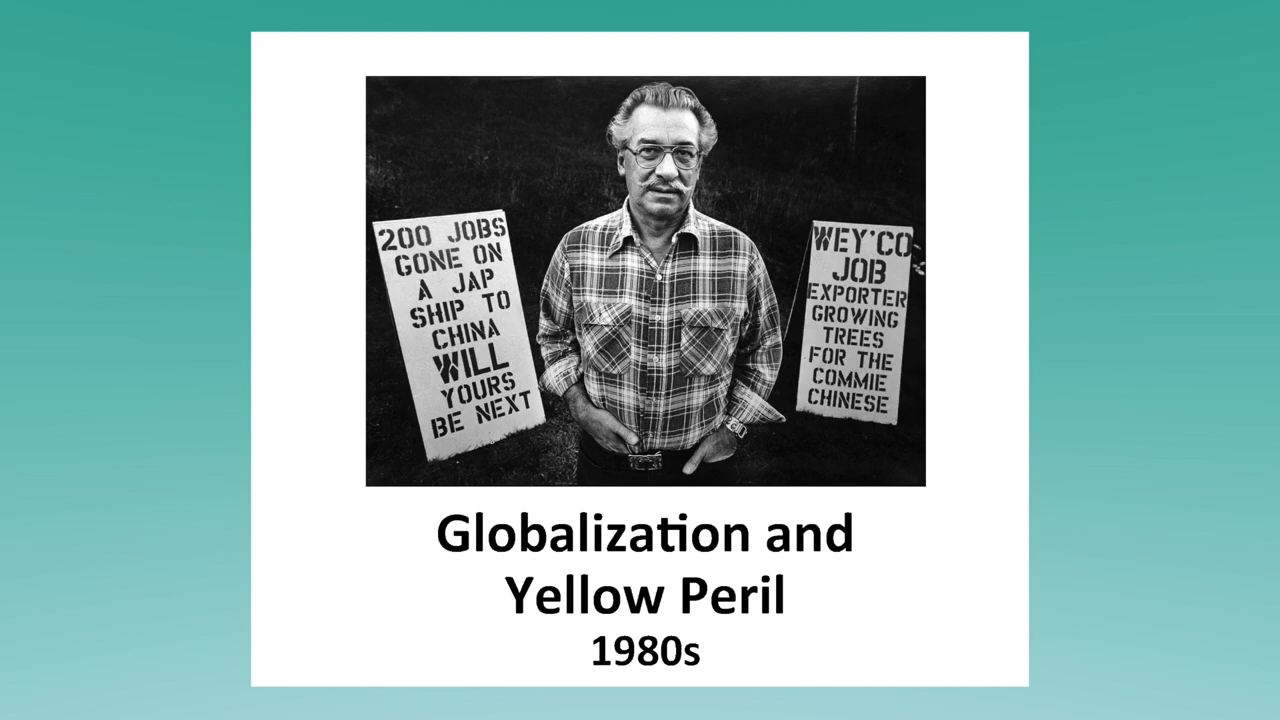 200 JOBS
GONE ON
A JAP
SHIP TO
CHINA
WILL
YOURS
BE NEXT
WEY'CO
JOB
EXPORTER
GROWING
TREES
FOR THE
COMMIE
CHINESE
Globalization and
Yellow Peril
1980s